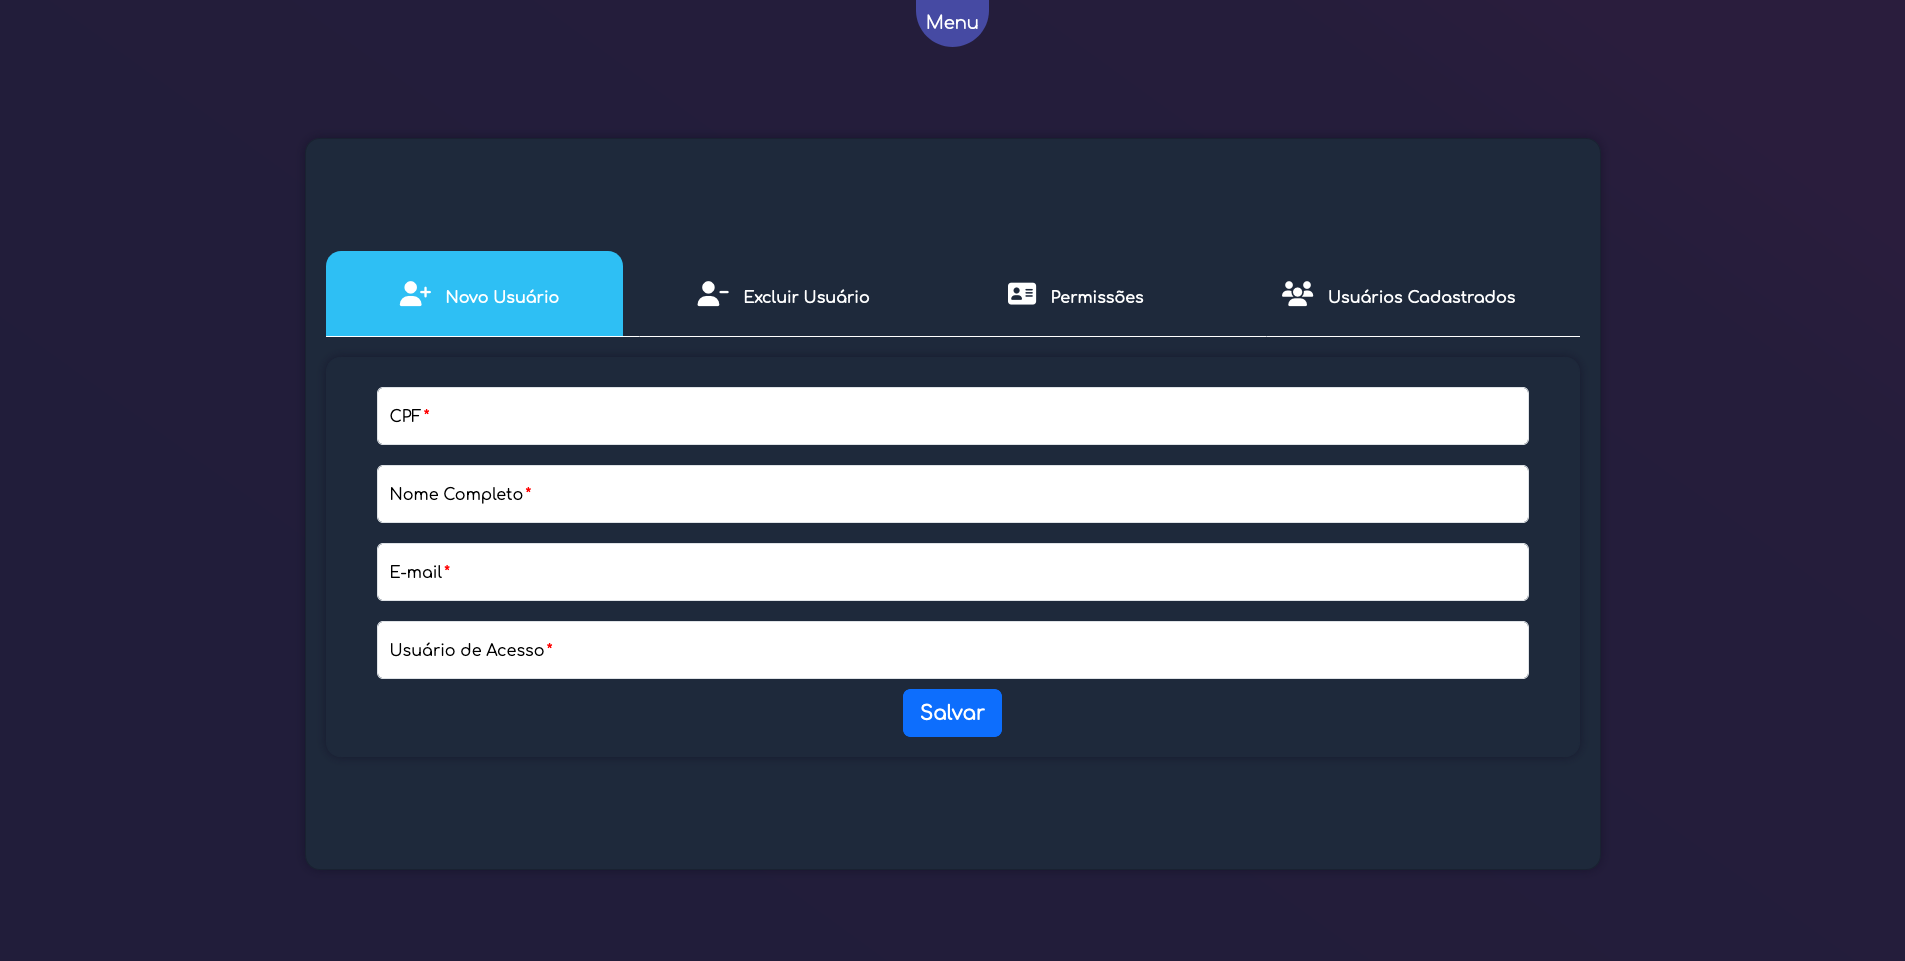 Menu
Novo Usuário
Excluir Usuário
Permissões
Usuários Cadastrados
CPF*
Nome Completo*
E-mail*
Usuário de Acesso*
Salvar